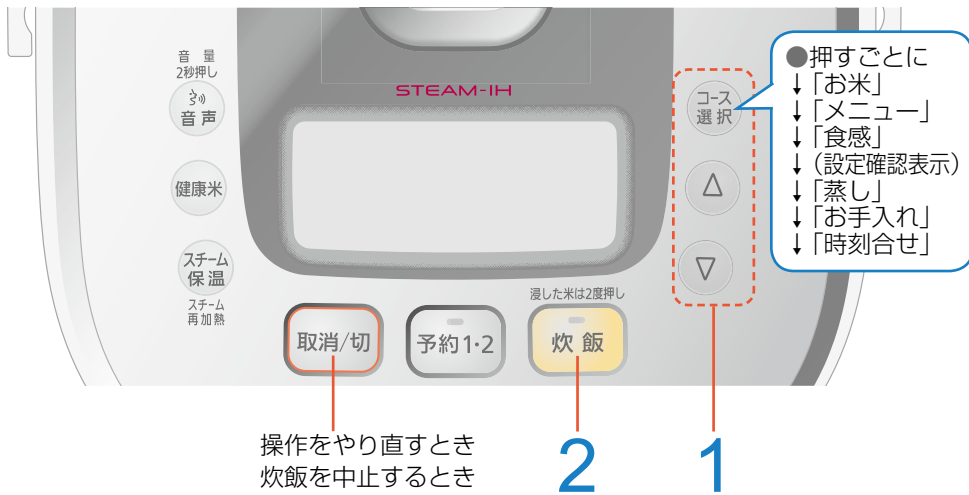 音 量
2秒押し
音 声
健康米
スチーム
保 温
スチーム
再加熱
STEAM-IH
コース
選 択
△
▽
●押すごとに
↓「お米」
↓「メニュー」
↓「食感」
↓（設定確認表示）
↓「蒸し」
↓「お手入れ」
↓「時刻合せ」
浸した米は2度押し
取消/切
予約1・2
炊 飯
操作をやり直すとき
炊飯を中止するとき
2
1